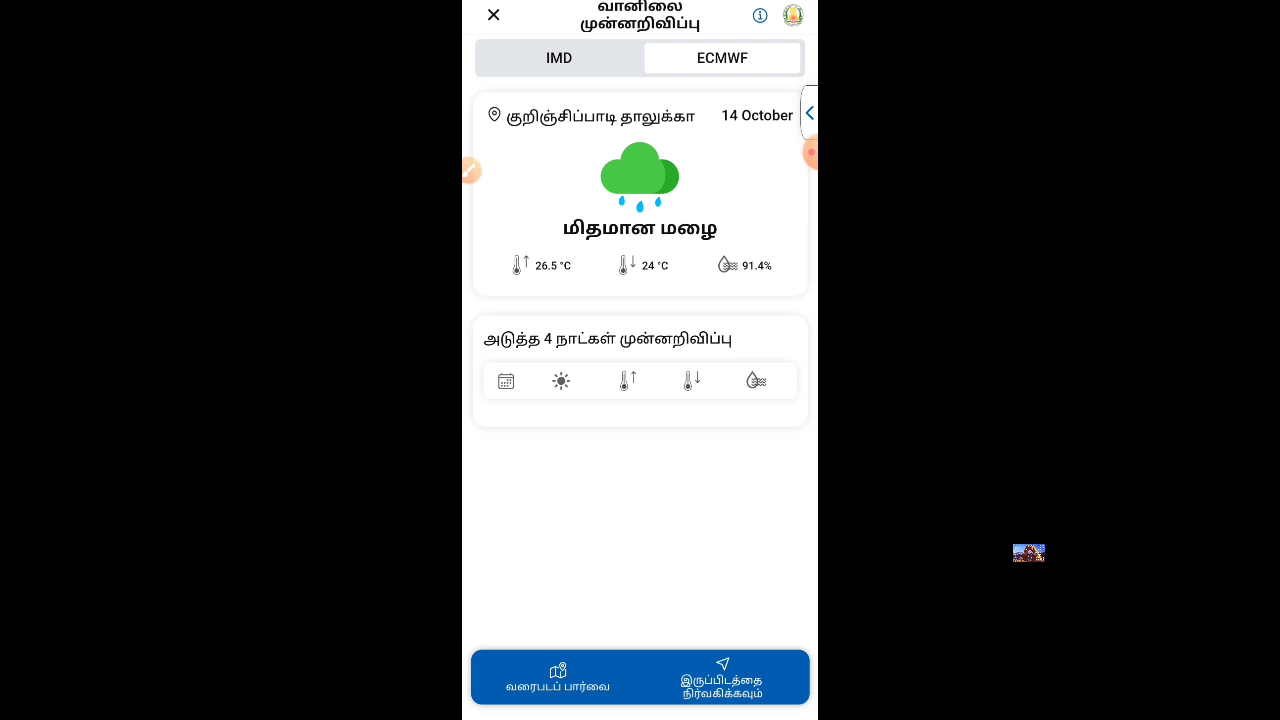 வானிலை
முன்னறிவிப்பு
IMD ECMWF
குறிஞ்சிப்பாடி தாலுக்கா 14 October
மிதமான மழை
26.5 °C 24 °C 91.4%
அடுத்த 4 நாட்கள் முன்னறிவிப்பு
வரைபடப் பார்வை
இருப்பிடத்தை
நிர்வகிக்கவும்